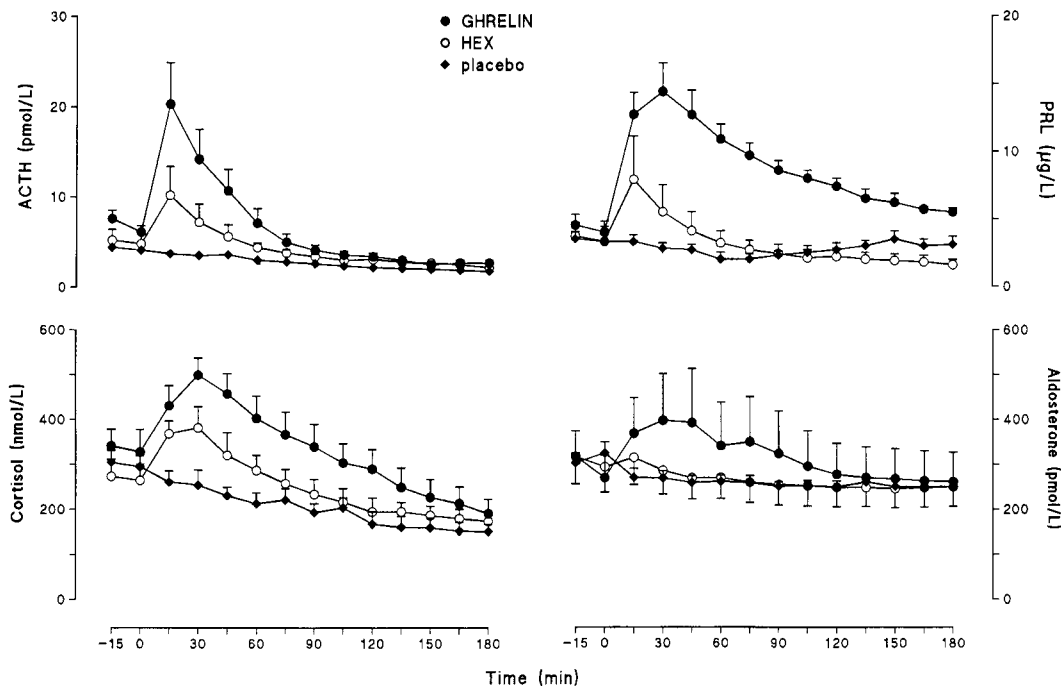 GHRELIN
HEX
placebo
30
20
10
0
ACTH (pmol/L)
20
10
0
PRL (µg/L)
600
400
200
0
Cortisol (nmol/L)
600
400
200
0
Aldosterone (pmol/L)
-15 0 30 60 90 120 150 180
-15 0 30 60 90 120 150 180
Time (min)